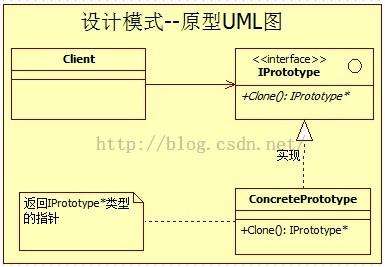 设计模式--原型UML图
Client
<<interface>>
IPrototype
+Clone(): IPrototype*
http://blog.csdn.net/
实现
返回IPrototype*类型
的指针
ConcretePrototype
+Clone(): IPrototype*